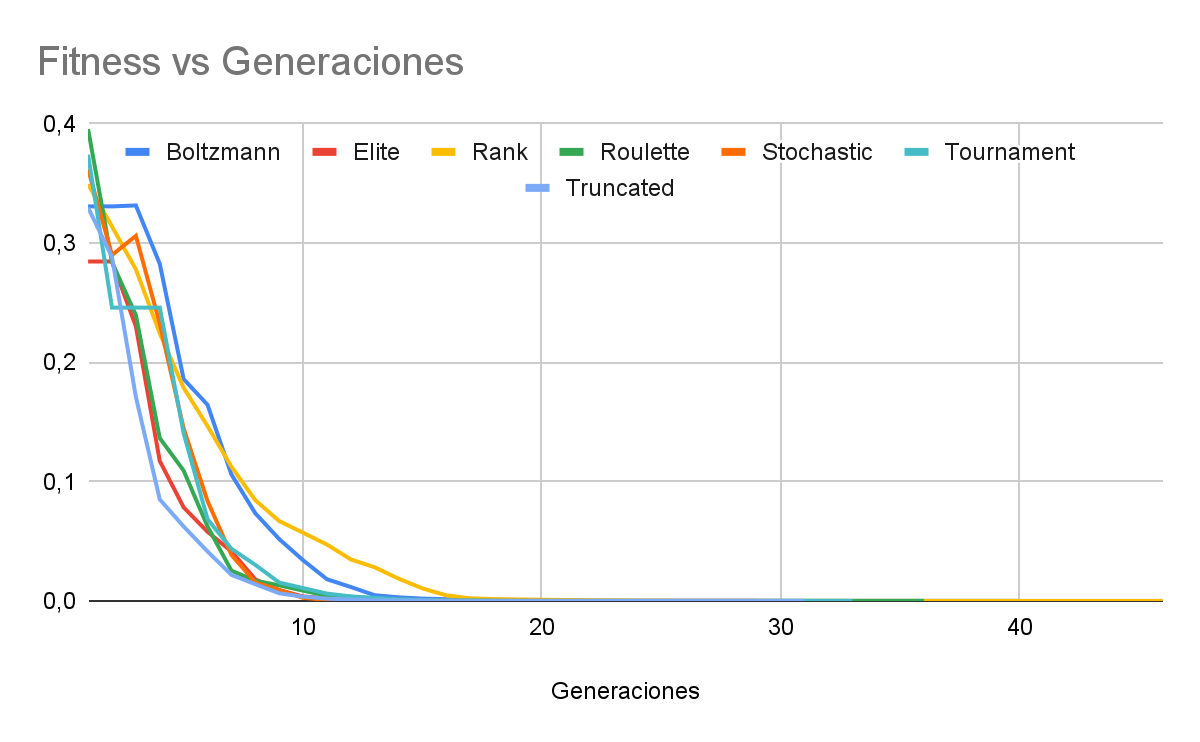 Fitness vs Generaciones
0,4
Boltzmann Elite Rank Roulette Stochastic Tournament
Truncated
0,3
0,2
0,1
0,0
10 20 30 40
Generaciones